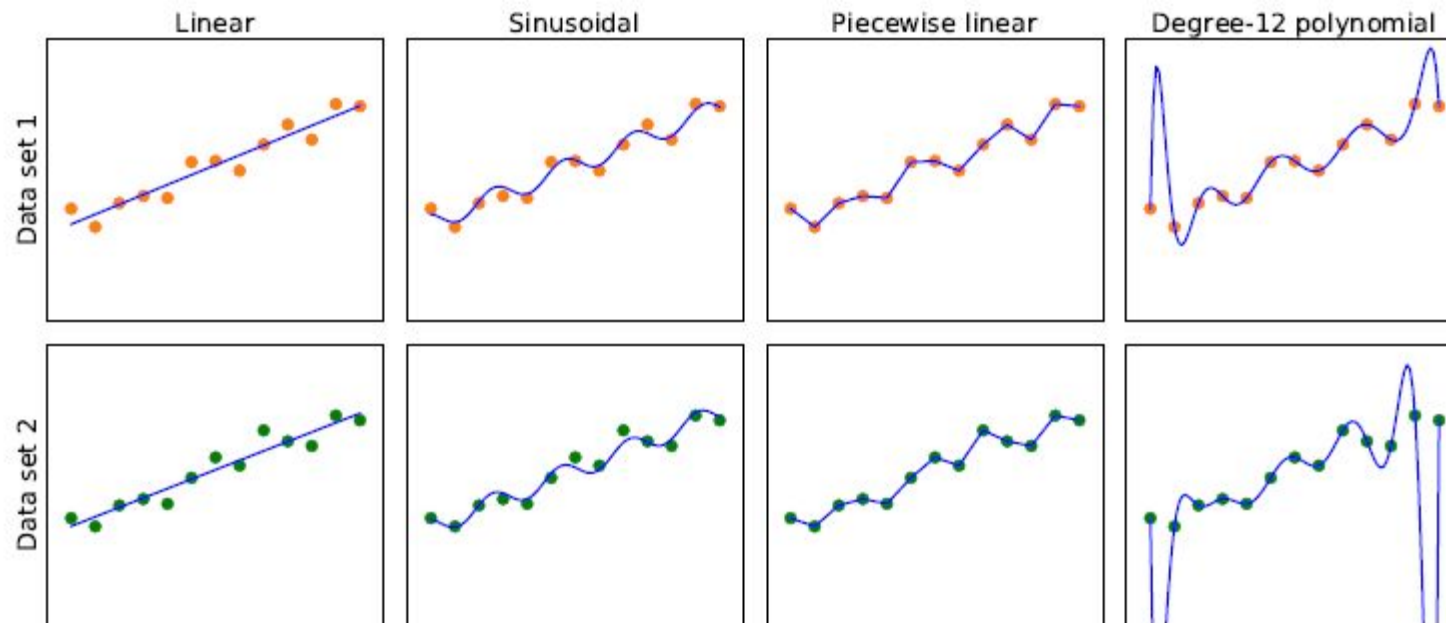 Linear
Sinusoidal
Piecewise linear
Degree-12 polynomial
Data set 1
Data set 2